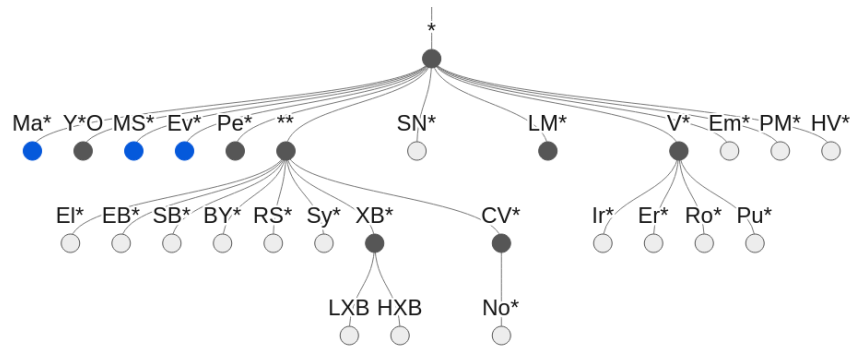 *
Ma* Y*O MS* Ev* Pe* ** SN* LM* V* Em* PM* HV*
El* EB* SB* BY* RS* Sy* XB* CV* Ir* Er* Ro* Pu*
LXB HXB No*